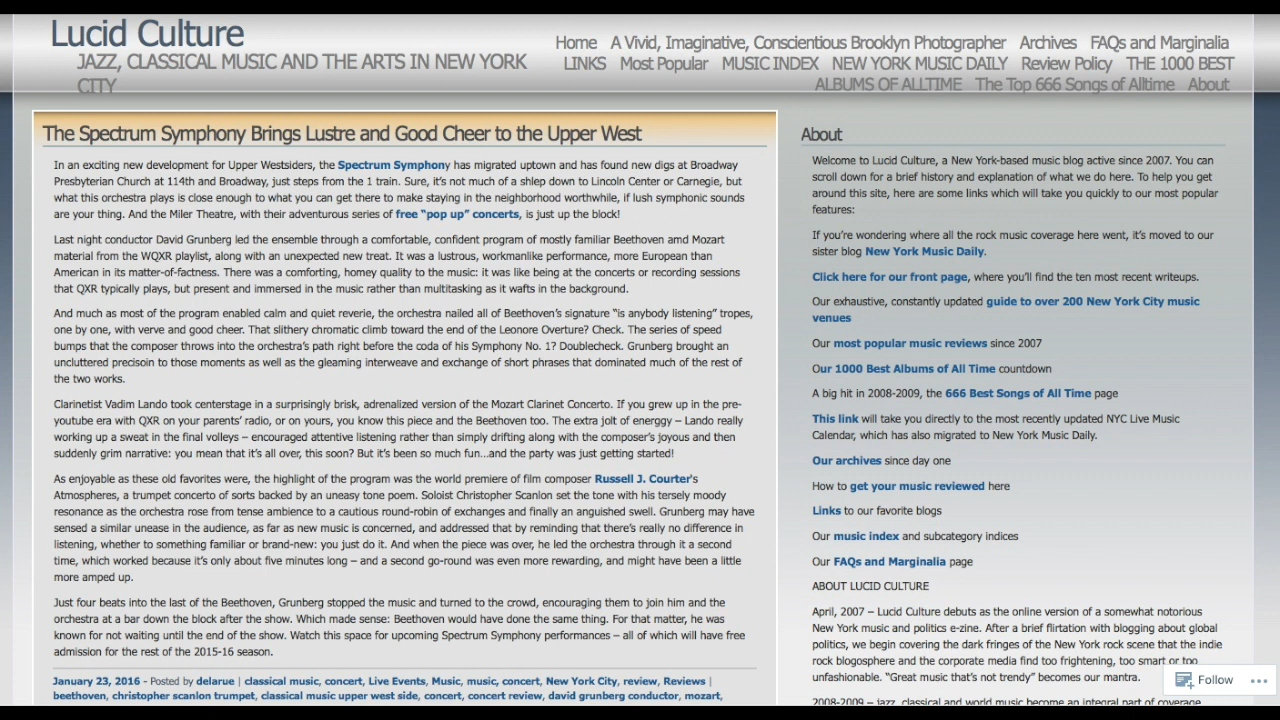 Lucid Culture
JAZZ, CLASSICAL MUSIC AND THE ARTS IN NEW YORK
CITY
Home A Vivid, Imaginative, Conscientious Brooklyn Photographer Archives FAQs and Marginalia
LINKS Most Popular MUSIC INDEX NEW YORK MUSIC DAILY Review Policy THE 1000 BEST
ALBUMS OF ALLTIME The Top 666 Songs of Alltime About
The Spectrum Symphony Brings Lustre and Good Cheer to the Upper West
In an exciting new development for Upper Westsiders, the Spectrum Symphony has migrated uptown and has found new digs at Broadway
Presbyterian Church at 114th and Broadway, just steps from the 1 train. Sure, it's not much of a shlep down to Lincoln Center or Carnegie, but
what this orchestra plays is close enough to what you can get there to make staying in the neighborhood worthwhile, if lush symphonic sounds
are your thing. And the Miler Theatre, with their adventurous series of free “pop up” concerts, is just up the block!
Last night conductor David Grunberg led the ensemble through a comfortable, confident program of mostly familiar Beethoven amd Mozart
material from the WQXR playlist, along with an unexpected new treat. It was a lustrous, workmanlike performance, more European than
American in its matter-of-factness. There was a comforting, homey quality to the music: it was like being at the concerts or recording sessions
that QXR typically plays, but present and immersed in the music rather than multitasking as it wafts in the background.
And much as most of the program enabled calm and quiet reverie, the orchestra nailed all of Beethoven's signature “is anybody listening” tropes,
one by one, with verve and good cheer. That slithery chromatic climb toward the end of the Leonore Overture? Check. The series of speed
bumps that the composer throws into the orchestra's path right before the coda of his Symphony No. 1? Doublecheck. Grunberg brought an
uncluttered precisoin to those moments as well as the gleaming interweave and exchange of short phrases that dominated much of the rest of
the two works.
Clarinetist Vadim Lando took centerstage in a surprisingly brisk, adrenalized version of the Mozart Clarinet Concerto. If you grew up in the pre-
youtube era with QXR on your parents' radio, or on yours, you know this piece and the Beethoven too. The extra jolt of energgy – Lando really
working up a sweat in the final volleys – encouraged attentive listening rather than simply drifting along with the composer's joyous and then
suddenly grim narrative: you mean that it's all over, this soon? But it's been so much fun…and the party was just getting started!
As enjoyable as these old favorites were, the highlight of the program was the world premiere of film composer Russell J. Courter's
Atmospheres, a trumpet concerto of sorts backed by an uneasy tone poem. Soloist Christopher Scanlon set the tone with his tersely moody
resonance as the orchestra rose from tense ambience to a cautious round-robin of exchanges and finally an anguished swell. Grunberg may have
sensed a similar unease in the audience, as far as new music is concerned, and addressed that by reminding that there's really no difference in
listening, whether to something familiar or brand-new: you just do it. And when the piece was over, he led the orchestra through it a second
time, which worked because it's only about five minutes long – and a second go-round was even more rewarding, and might have been a little
more amped up.
Just four beats into the last of the Beethoven, Grunberg stopped the music and turned to the crowd, encouraging them to join him and the
orchestra at a bar down the block after the show. Which made sense: Beethoven would have done the same thing. For that matter, he was
known for not waiting until the end of the show. Watch this space for upcoming Spectrum Symphony performances – all of which will have free
admission for the rest of the 2015-16 season.
January 23, 2016 - Posted by delarue | classical music, concert, Live Events, Music, music, concert, New York City, review, Reviews |
beethoven, christopher scanlon trumpet, classical music upper west side, concert, concert review, david grunberg conductor, mozart,
About
Welcome to Lucid Culture, a New York-based music blog active since 2007. You can
scroll down for a brief history and explanation of what we do here. To help you get
around this site, here are some links which will take you quickly to our most popular
features:
If you're wondering where all the rock music coverage here went, it's moved to our
sister blog New York Music Daily.
Click here for our front page, where you'll find the ten most recent writeups.
Our exhaustive, constantly updated guide to over 200 New York City music
venues
Our most popular music reviews since 2007
Our 1000 Best Albums of All Time countdown
A big hit in 2008-2009, the 666 Best Songs of All Time page
This link will take you directly to the most recently updated NYC Live Music
Calendar, which has also migrated to New York Music Daily.
Our archives since day one
How to get your music reviewed here
Links to our favorite blogs
Our music index and subcategory indices
Our FAQs and Marginalia page
ABOUT LUCID CULTURE
April, 2007 – Lucid Culture debuts as the online version of a somewhat notorious
New York music and politics e-zine. After a brief flirtation with blogging about global
politics, we begin covering the dark fringes of the New York rock scene that the indie
rock blogosphere and the corporate media find too frightening, too smart or too
unfashionable. “Great music that's not trendy” becomes our mantra.
2008-2009 – jazz, classical and world music become an integral part of coverage
Follow